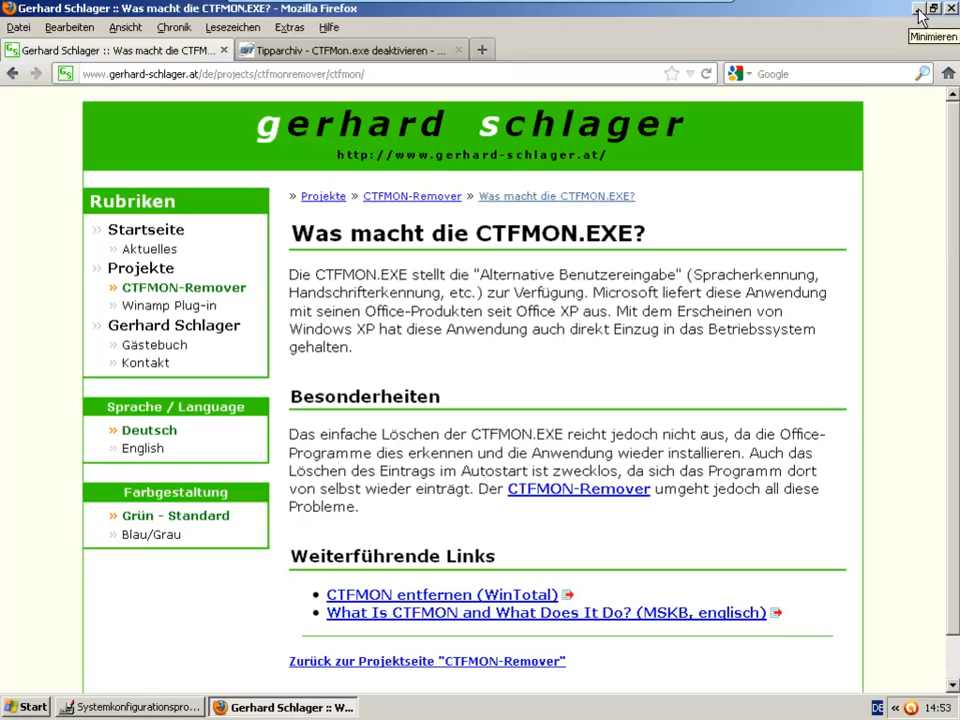 Gerhard Schlager :: Was macht die CTFMON.EXE? - Mozilla Firefox
Datei Bearbeiten Ansicht Chronik Lesezeichen Extras Hilfe
Minimieren
Gerhard Schlager :: Was macht die CTFM...
Tipparchiv - CTFMon.exe deaktivieren - ...
www.gerhard-schlager.at/de/projects/ctfmonremover/ctfmon/
Google
gerhard schlager
http://www.gerhard-schlager.at/
Rubriken
» Startseite
» Aktuelles
» Projekte
» CTFMON-Remover
» Winamp Plug-in
» Gerhard Schlager
» Gästebuch
» Kontakt
Sprache / Language
» Deutsch
» English
Farbgestaltung
» Grün - Standard
» Blau/Grau
» Projekte » CTFMON-Remover » Was macht die CTFMON.EXE?
Was macht die CTFMON.EXE?
Die CTFMON.EXE stellt die "Alternative Benutzereingabe" (Spracherkennung,
Handschrifterkennung, etc.) zur Verfügung. Microsoft liefert diese Anwendung
mit seinen Office-Produkten seit Office XP aus. Mit dem Erscheinen von
Windows XP hat diese Anwendung auch direkt Einzug in das Betriebssystem
gehalten.
Besonderheiten
Das einfache Löschen der CTFMON.EXE reicht jedoch nicht aus, da die Office-
Programme dies erkennen und die Anwendung wieder installieren. Auch das
Löschen des Eintrags im Autostart ist zwecklos, da sich das Programm dort
von selbst wieder einträgt. Der CTFMON-Remover umgeht jedoch all diese
Probleme.
Weiterführende Links
• CTFMON entfernen (WinTotal)
• What Is CTFMON and What Does It Do? (MSKB, englisch)
Zurück zur Projektseite "CTFMON-Remover"
Start
Systemkonfigurationspro...
Gerhard Schlager :: W...
DE
« 14:53